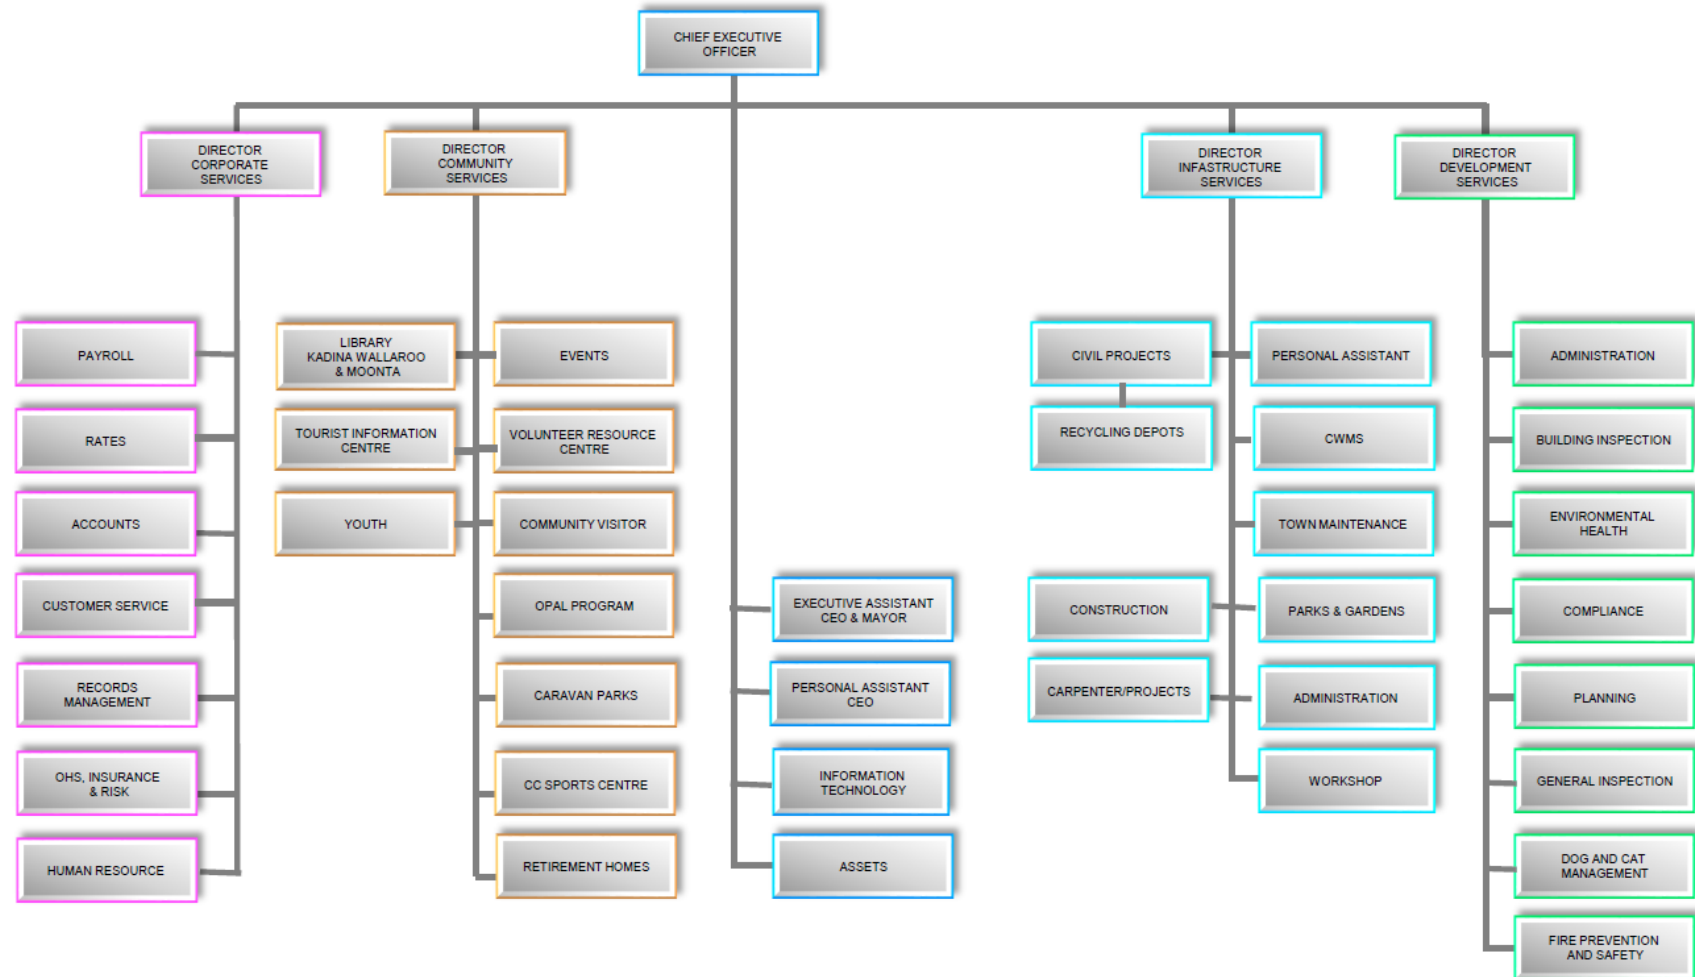 CHIEF EXECUTIVE
OFFICER
DIRECTOR
CORPORATE
SERVICES
DIRECTOR
COMMUNITY
SERVICES
DIRECTOR
INFASTRUCTURE
SERVICES
DIRECTOR
DEVELOPMENT
SERVICES
PAYROLL
RATES
ACCOUNTS
CUSTOMER SERVICE
RECORDS
MANAGEMENT
OHS, INSURANCE
& RISK
HUMAN RESOURCE
LIBRARY
KADINA WALLAROO
& MOONTA
TOURIST INFORMATION
CENTRE
YOUTH
EVENTS
VOLUNTEER RESOURCE
CENTRE
COMMUNITY VISITOR
OPAL PROGRAM
CARAVAN PARKS
CC SPORTS CENTRE
RETIREMENT HOMES
EXECUTIVE ASSISTANT
CEO & MAYOR
PERSONAL ASSISTANT
CEO
INFORMATION
TECHNOLOGY
ASSETS
CIVIL PROJECTS
RECYCLING DEPOTS
CONSTRUCTION
CARPENTER/PROJECTS
PERSONAL ASSISTANT
CWMS
TOWN MAINTENANCE
PARKS & GARDENS
ADMINISTRATION
WORKSHOP
ADMINISTRATION
BUILDING INSPECTION
ENVIRONMENTAL
HEALTH
COMPLIANCE
PLANNING
GENERAL INSPECTION
DOG AND CAT
MANAGEMENT
FIRE PREVENTION
AND SAFETY